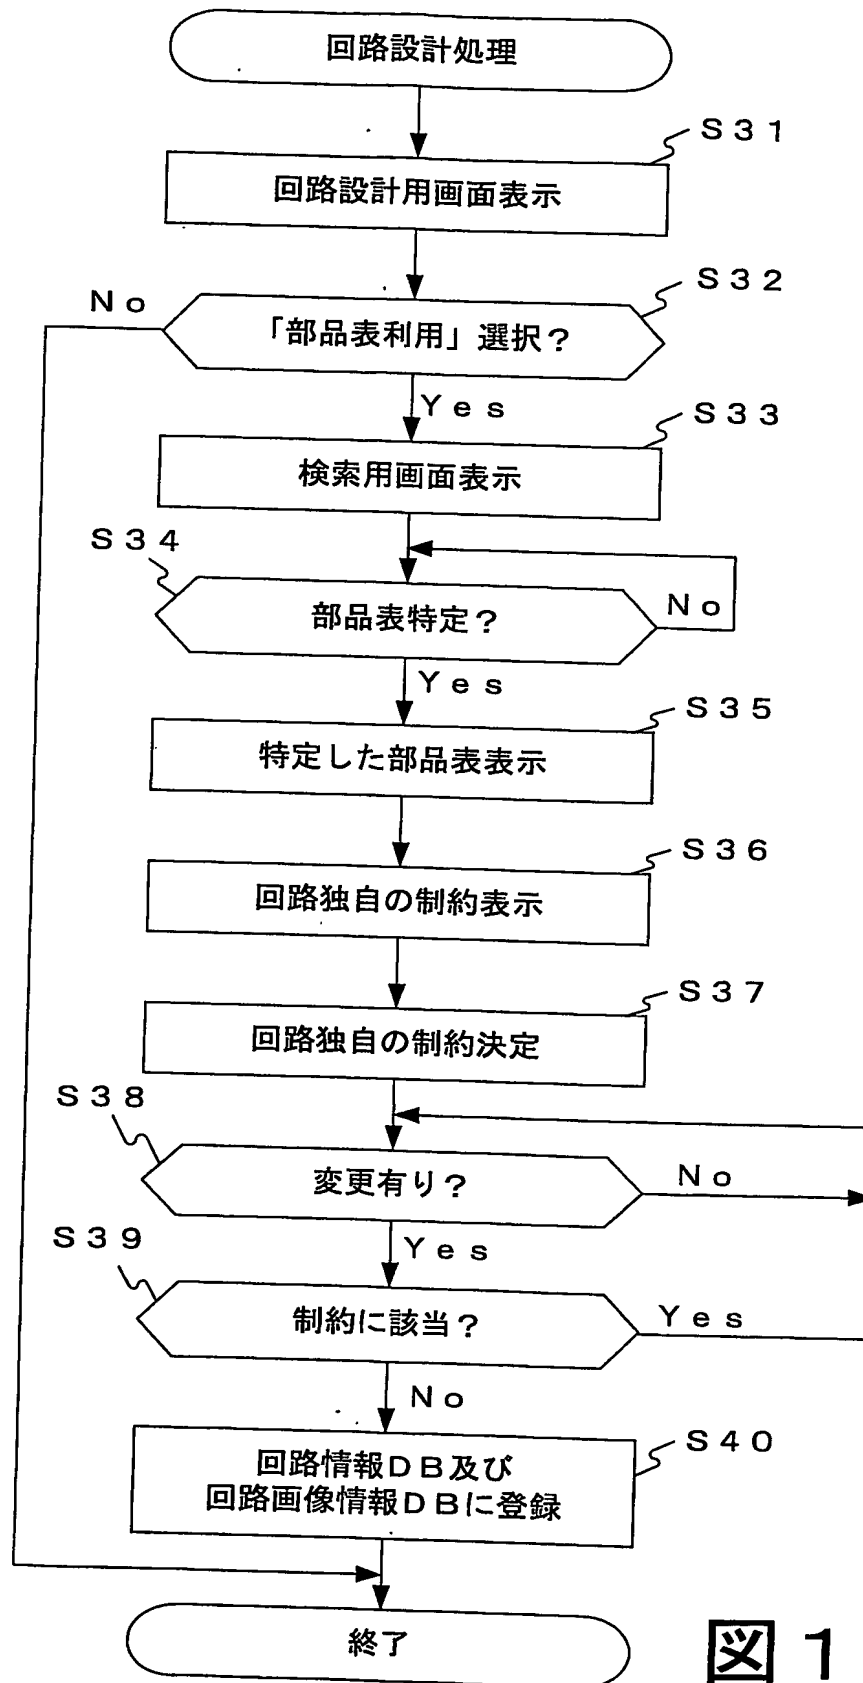 回路設計処理
S31
回路設計用画面表示
S32
No
「部品表利用」選択?
Yes
S33
検索用画面表示
S34
部品表特定?
No
Yes
S35
特定した部品表表示
S36
回路独自の制約表示
S37
回路独自の制約決定
S38
変更有り?
No
S39
Yes
制約に該当?
Yes
No
S40
回路情報DB及び
回路画像情報DBに登録
終了
図1